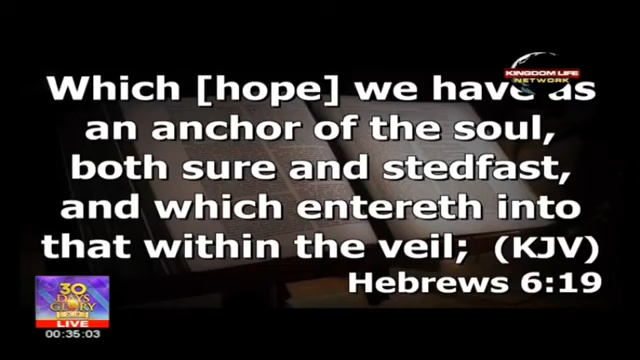 KINGDOM LIFE
NETWORK
Which [hope] we have as
an anchor of the soul,
both sure and stedfast,
and which entereth into
that within the veil; (KJV)
Hebrews 6:19
30
DAYS
GLORY
LIVE
00:35:03